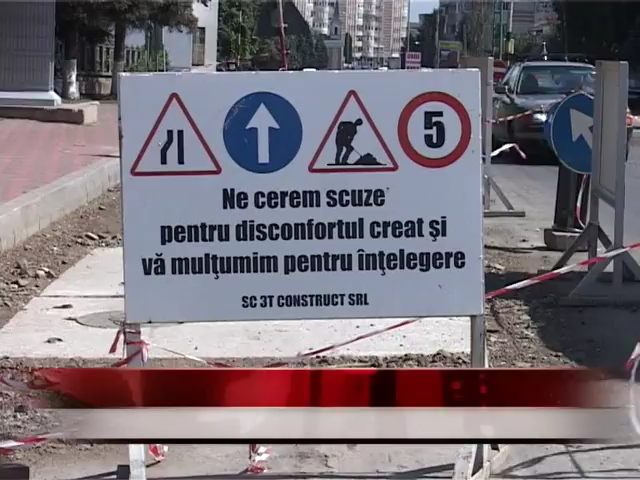 5
Ne cerem scuze
pentru disconfortul creat şi
vă mulţumim pentru înţelegere
SC 3T CONSTRUCT SRL